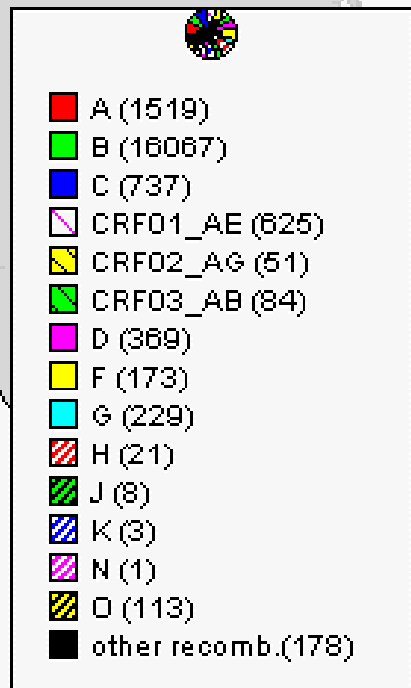 A (1519)
B (16067)
C (737)
CRF01_AE (625)
CRF02_AG (51)
CRF03_AB (84)
D (369)
F (173)
G (229)
H (21)
J (8)
K (3)
N (1)
O (113)
other recomb.(178)